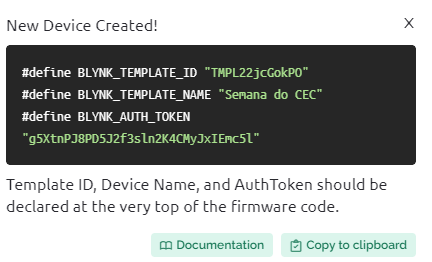 New Device Created!
X
#define BLYNK_TEMPLATE_ID "TMPL22jcGokPO"
#define BLYNK_TEMPLATE_NAME "Semana do CEC"
#define BLYNK_AUTH_TOKEN
"g5XtnPJ8PD5J2f3sln2K4CMyJxIEmc5l"
Template ID, Device Name, and AuthToken should be
declared at the very top of the firmware code.
Documentation
Copy to clipboard